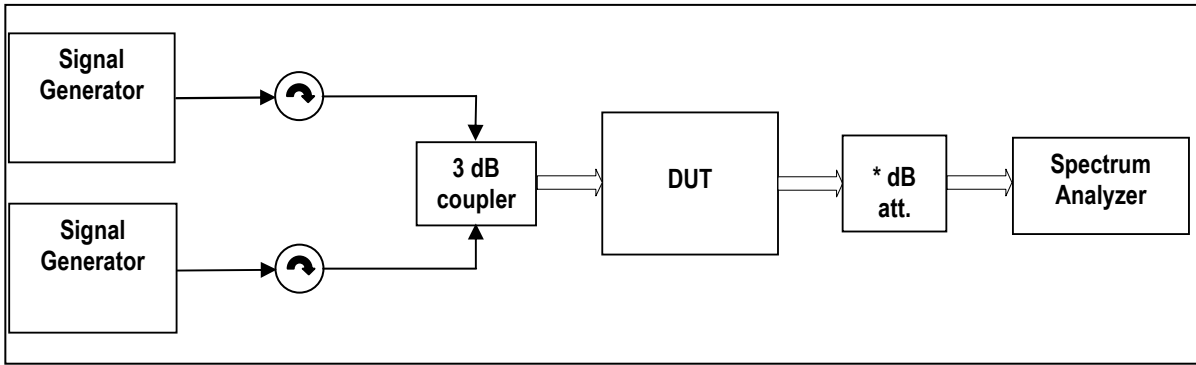 Signal
Generator
3 dB
coupler
DUT
* dB
att.
Spectrum
Analyzer
Signal
Generator